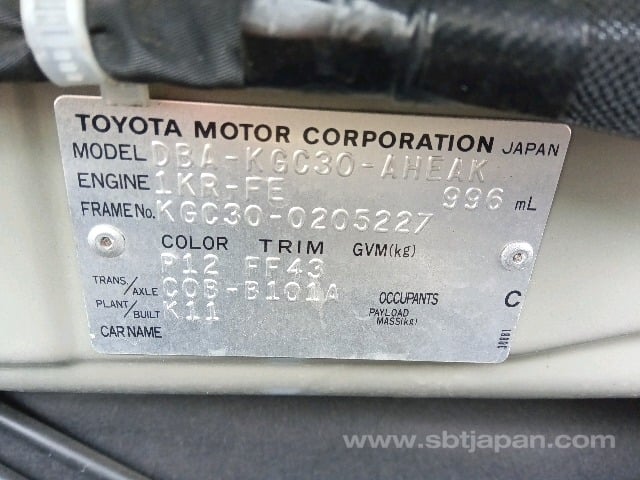 TOYOTA MOTOR CORPORATION JAPAN
MODEL DBA-KGC30-AHEAK
ENGINE 1KR-FE 996 mL
FRAME No. KGC30-0205227
COLOR TRIM GVM(kg)
P12 FF43
TRANS/AXLE C0B-B101A OCCUPANTS C
PLANT/BUILT K11 PAYLOAD MASS(kg)
CAR NAME
www.sbtjapan.com